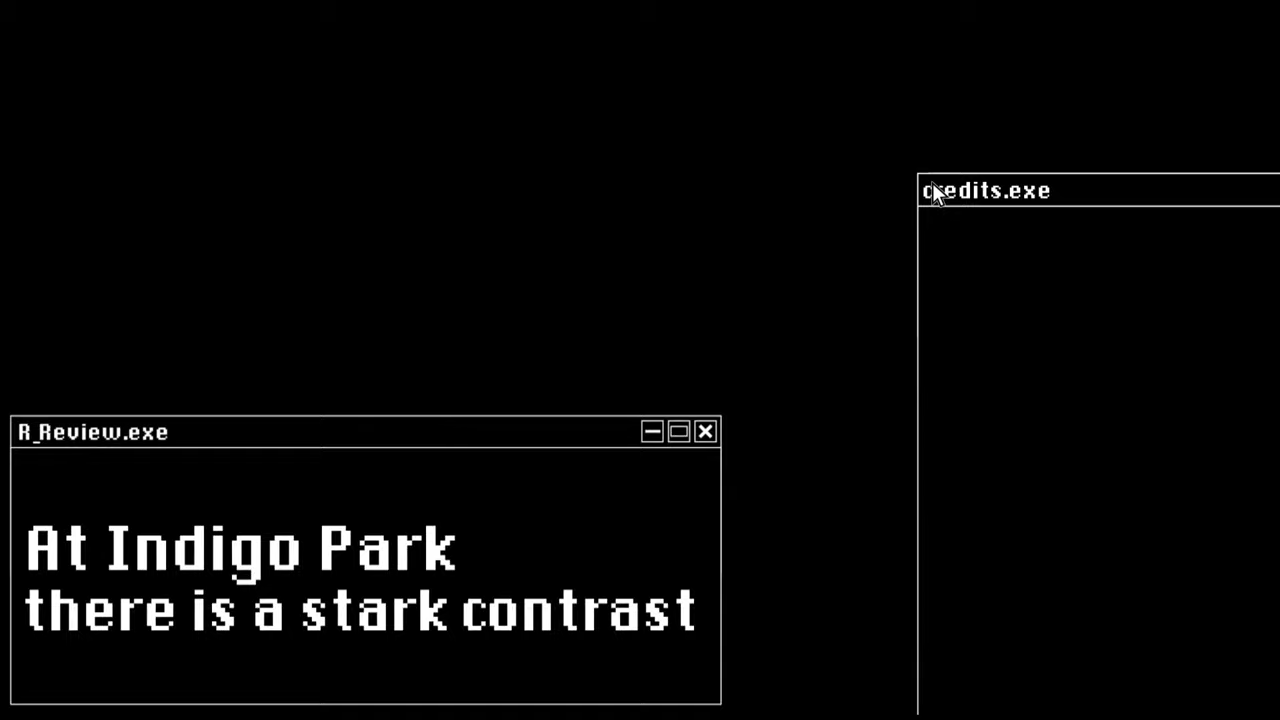 credits.exe
R_Review.exe
At Indigo Park
there is a stark contrast